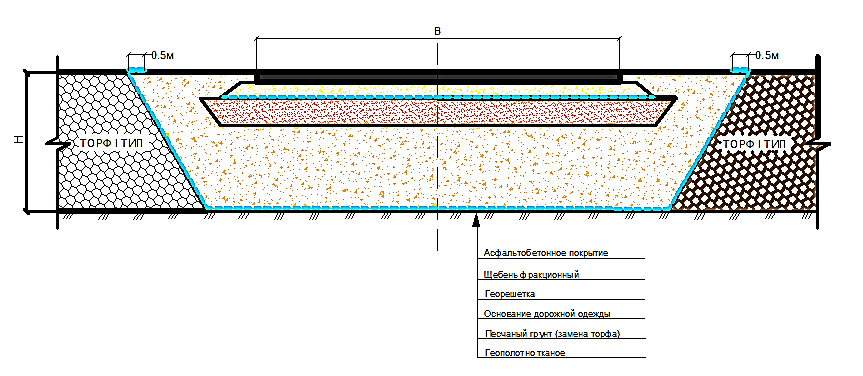 B
0.5м
0.5м
H
ТОРФ I ТИП
ТОРФ I ТИП
Асфальтобетонное покрытие
Щебень фракционный
Георешетка
Основание дорожной одежды
Песчаный грунт (замена торфа)
Геополотно тканое